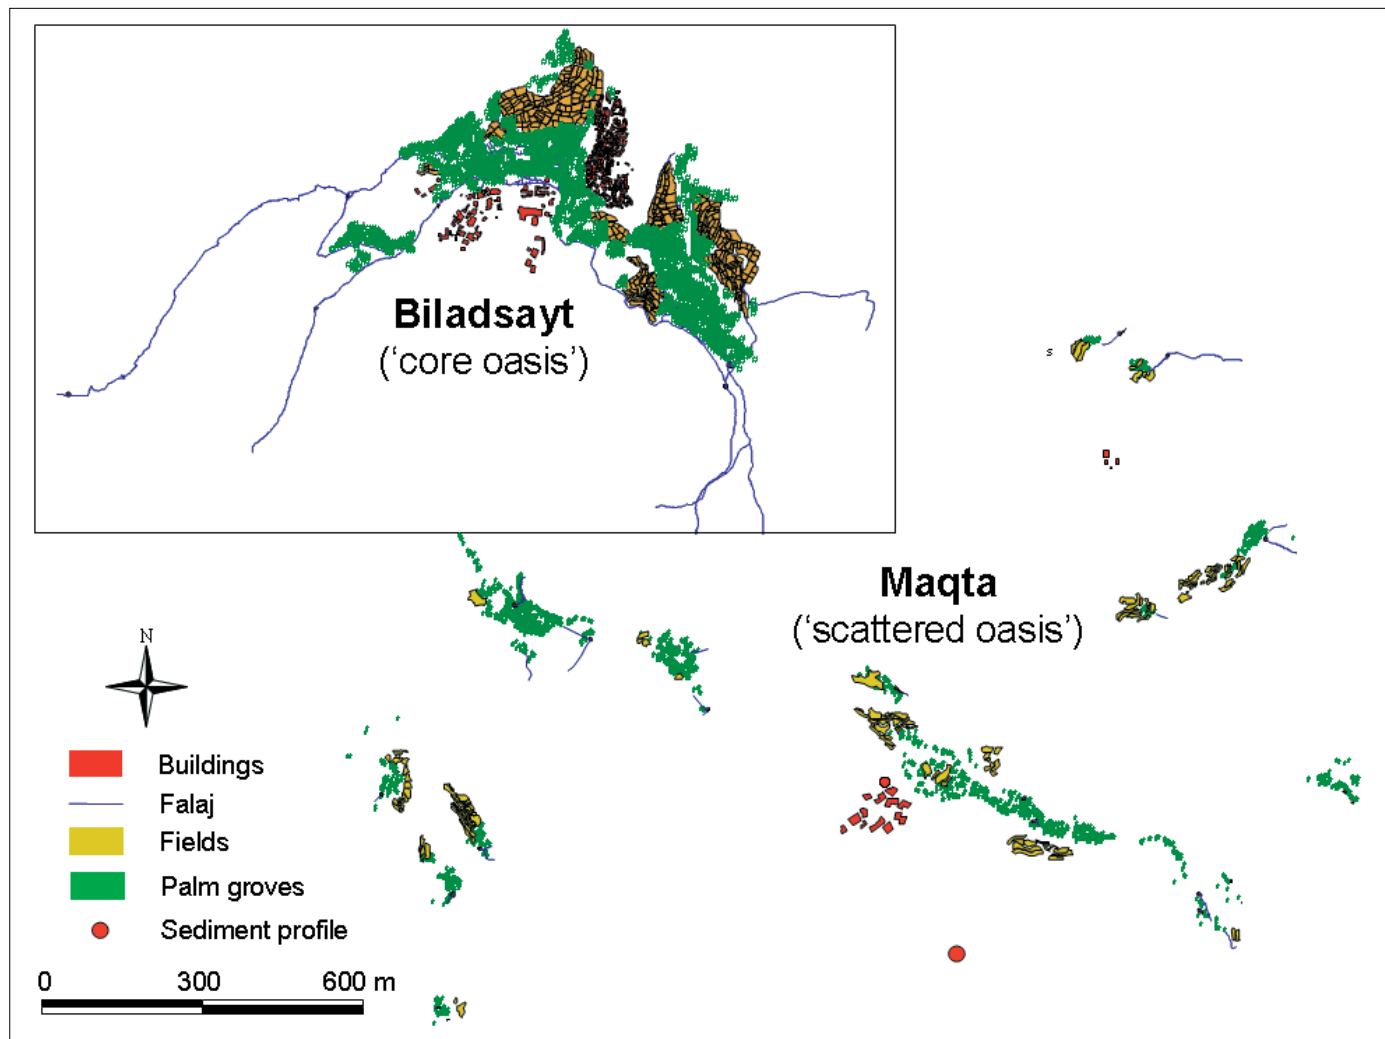 Biladsayt
(‘core oasis’)
s
Maqta
(‘scattered oasis’)
N
Buildings
Falaj
Fields
Palm groves
Sediment profile
0 300 600 m